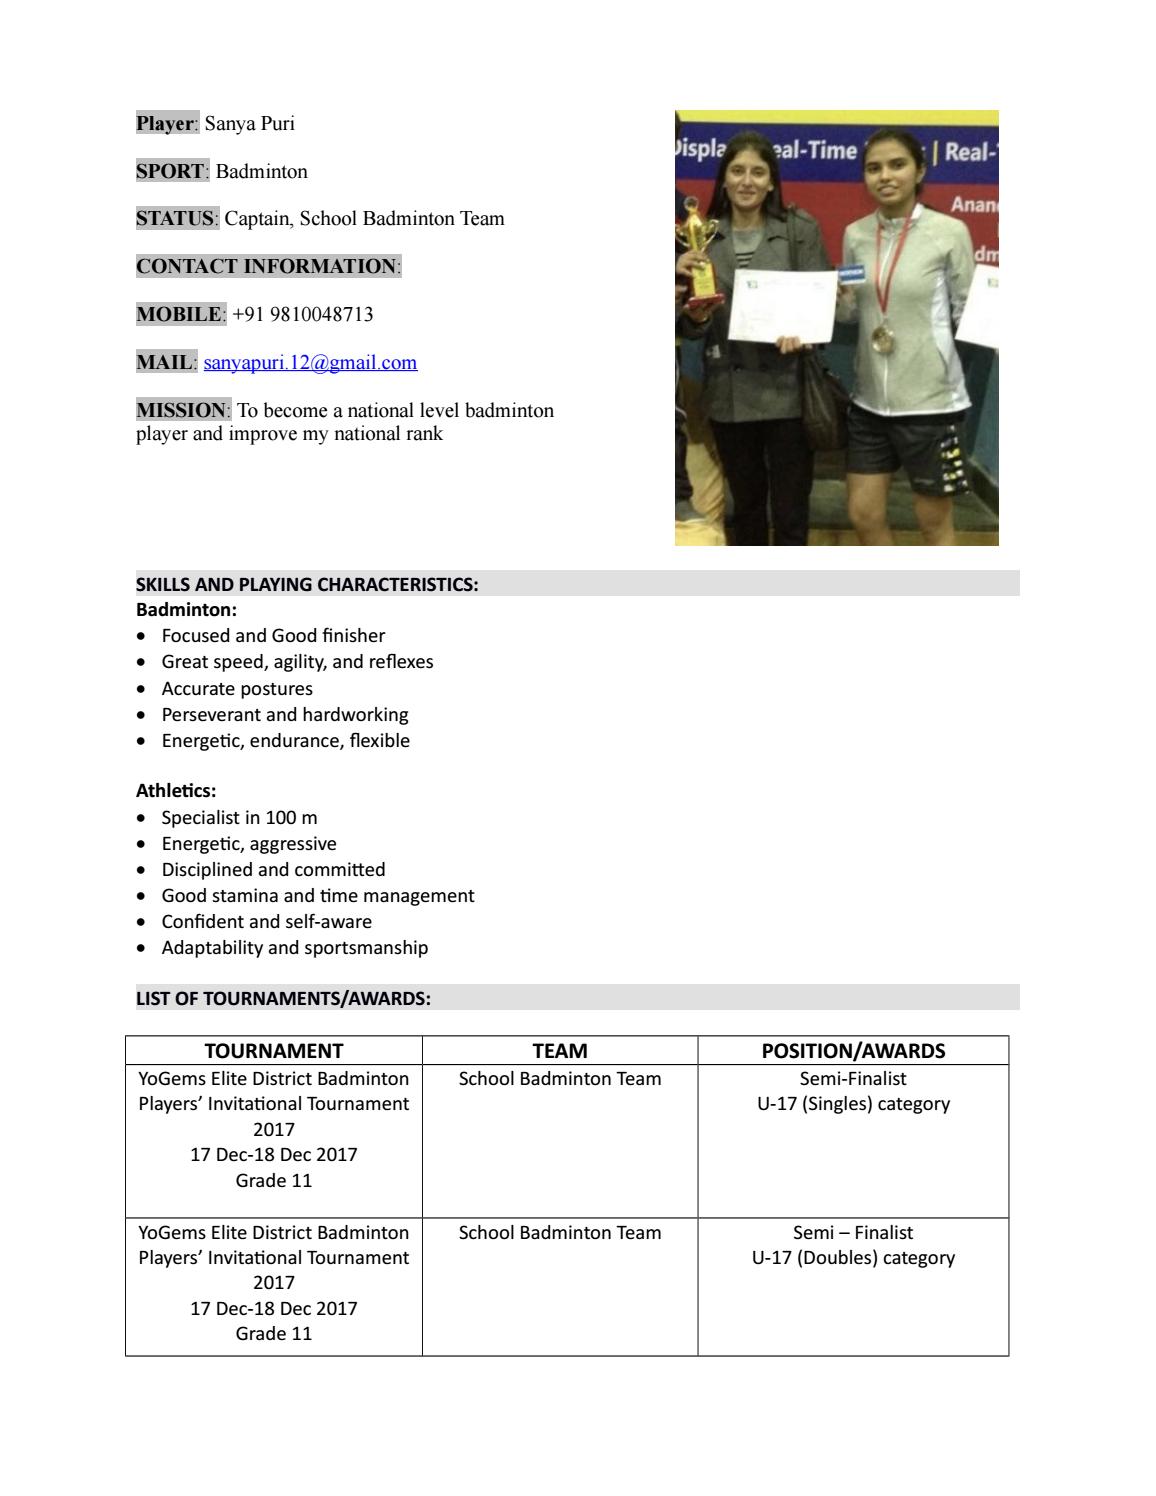 Player: Sanya Puri
SPORT: Badminton
STATUS: Captain, School Badminton Team
CONTACT INFORMATION:
MOBILE: +91 9810048713
MAIL: sanyapuri.12@gmail.com
MISSION: To become a national level badminton
player and improve my national rank
Real-Time
| Real-
SKILLS AND PLAYING CHARACTERISTICS:
Badminton:
• Focused and Good finisher
• Great speed, agility, and reflexes
• Accurate postures
• Perseverant and hardworking
• Energetic, endurance, flexible
Athletics:
• Specialist in 100 m
• Energetic, aggressive
• Disciplined and committed
• Good stamina and time management
• Confident and self-aware
• Adaptability and sportsmanship
LIST OF TOURNAMENTS/AWARDS:
TOURNAMENT TEAM POSITION/AWARDS
YoGems Elite District Badminton School Badminton Team Semi-Finalist
Players’ Invitational Tournament U-17 (Singles) category
2017
17 Dec-18 Dec 2017
Grade 11
YoGems Elite District Badminton School Badminton Team Semi – Finalist
Players’ Invitational Tournament U-17 (Doubles) category
2017
17 Dec-18 Dec 2017
Grade 11